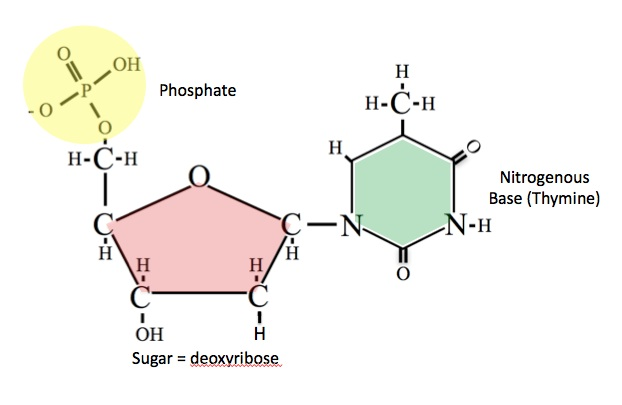 O
OH
P
Phosphate
- O
O
H-C-H
H
H-C-H
H
O
O
Nitrogenous
Base (Thymine)
C
C
N
N-H
H
H
H
H
O
C
C
OH
H
Sugar = deoxyribose